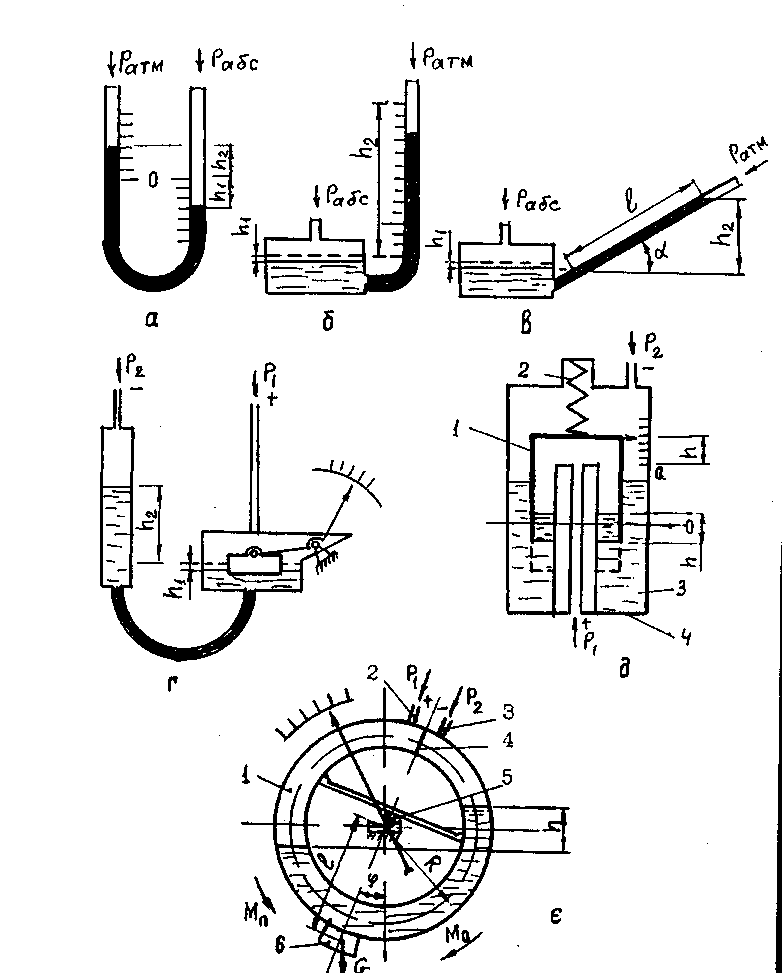 Pатм Pабс Pатм
h₂
h₁ 0
h₂
Pабс
h₁
Pатм
l
Pабс
h₁ α h₂
а б в
P₂ − P₁ +
h₂
h₁
г
2 P₂ −
1
h
а
0
h
3
+ P₁ 4
д
2 P₁ + − P₂ 3
4
1 5
h
R
φ
Mп M₀
6 G
є